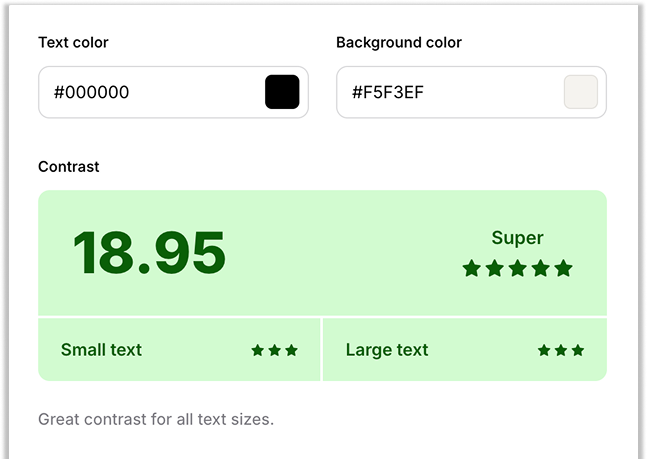 Text color Background color
#000000 #F5F3EF
Contrast
18.95
Super
Small text Large text
Great contrast for all text sizes.